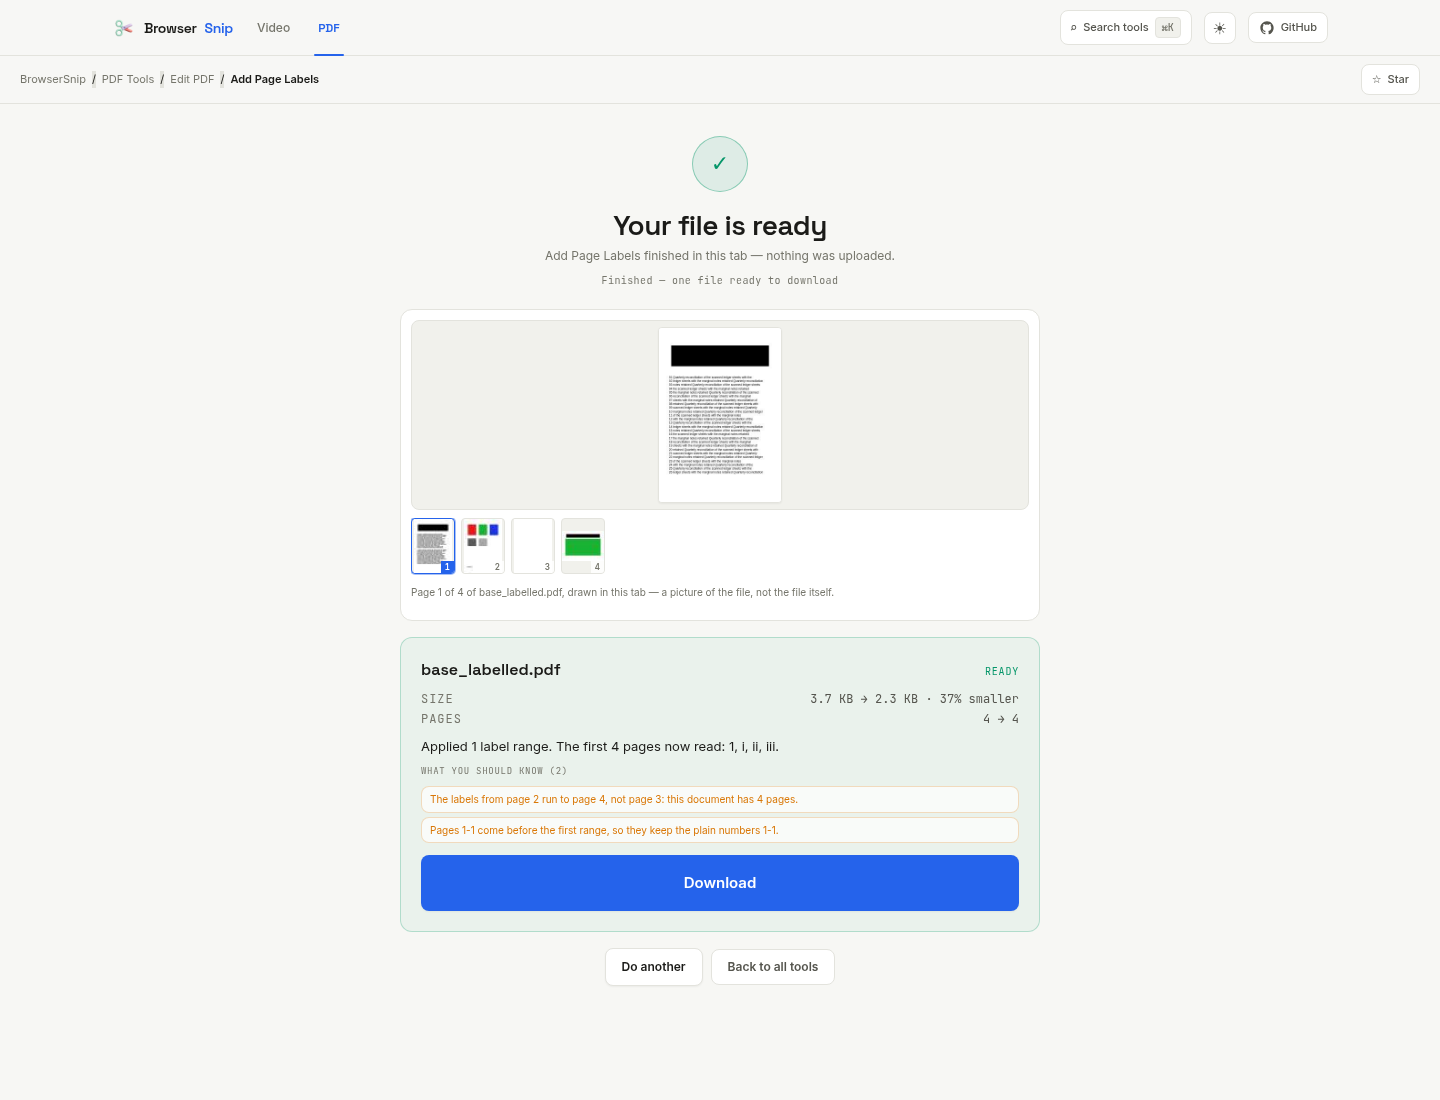 Browser Snip
Video
PDF
Search tools
⌘K
GitHub
BrowserSnip / PDF Tools / Edit PDF / Add Page Labels
☆ Star
✓
Your file is ready
Add Page Labels finished in this tab — nothing was uploaded.
Finished — one file ready to download
1
2
3
4
Page 1 of 4 of base_labelled.pdf, drawn in this tab — a picture of the file, not the file itself.
base_labelled.pdf
READY
SIZE
3.7 KB → 2.3 KB · 37% smaller
PAGES
4 → 4
Applied 1 label range. The first 4 pages now read: 1, i, ii, iii.
WHAT YOU SHOULD KNOW (2)
The labels from page 2 run to page 4, not page 3: this document has 4 pages.
Pages 1-1 come before the first range, so they keep the plain numbers 1-1.
Download
Do another
Back to all tools